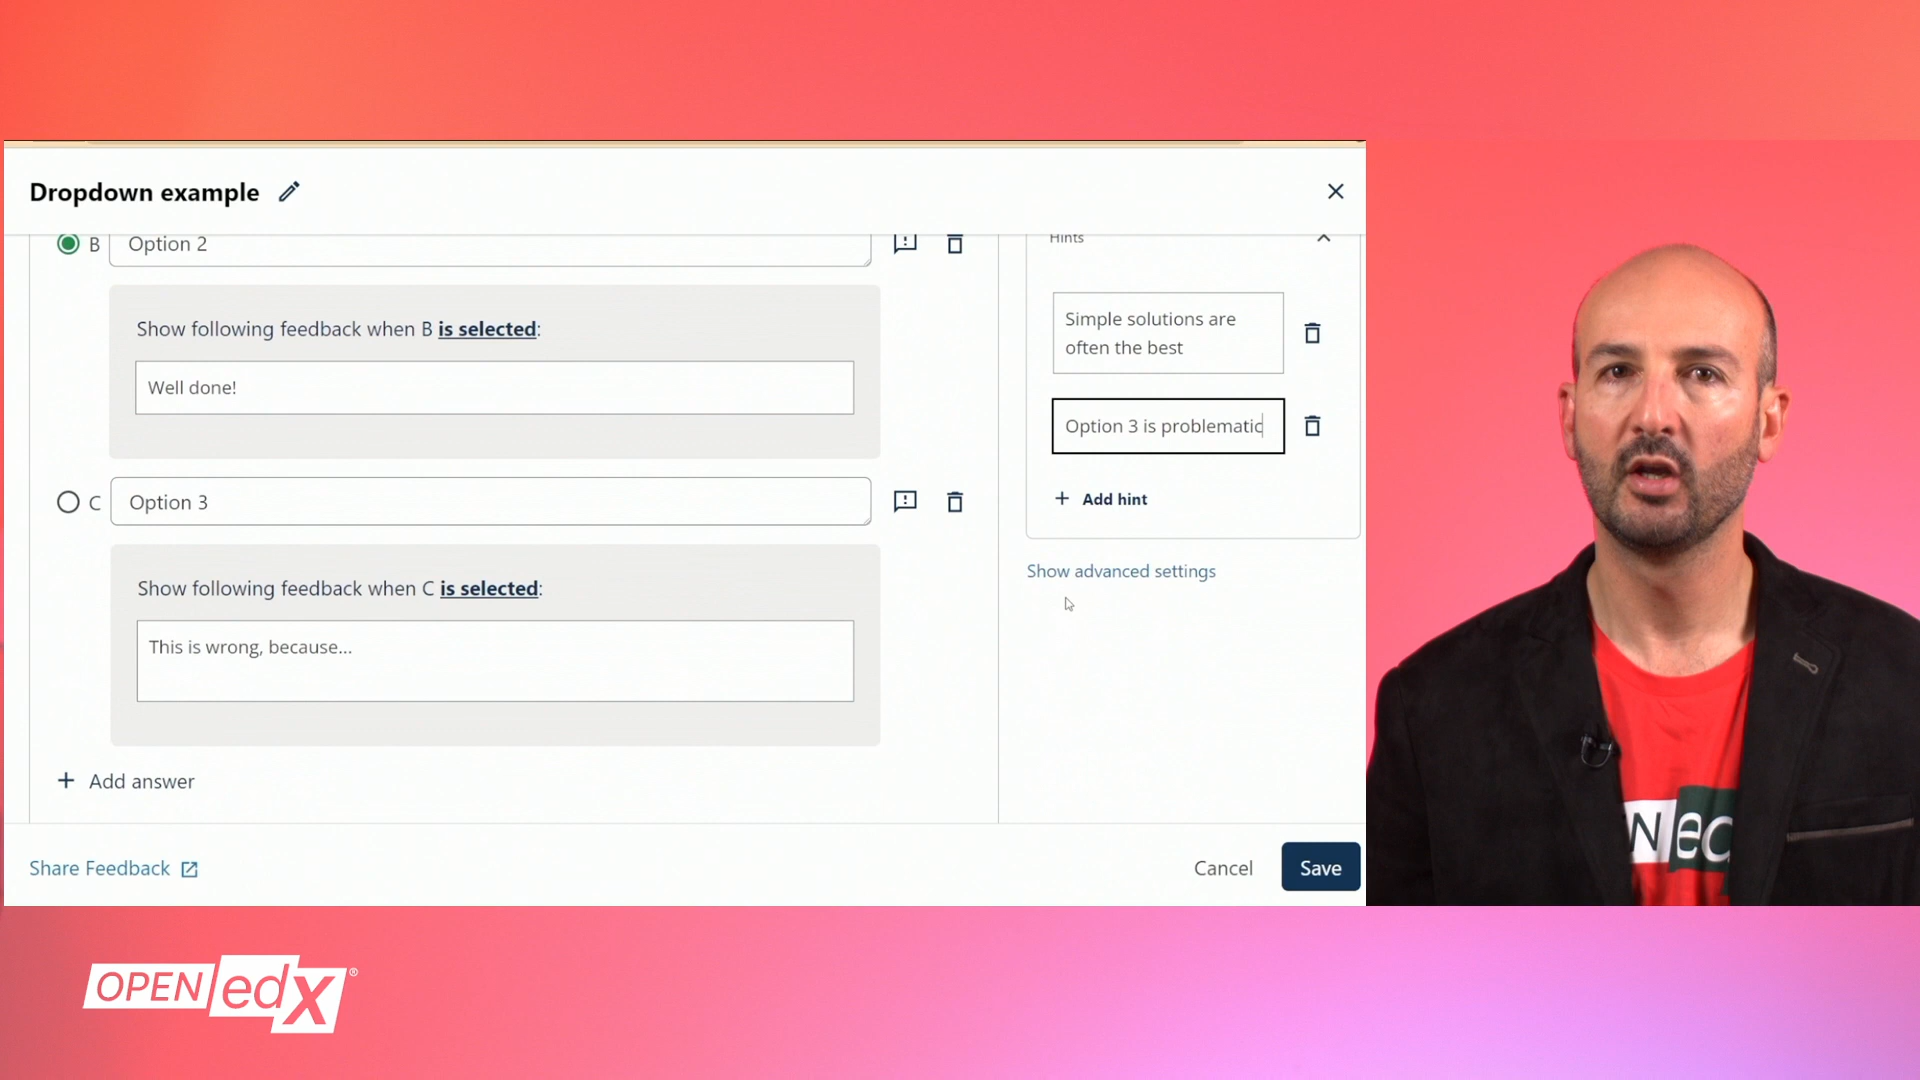 Dropdown example
B
Option 2
Show following feedback when B is selected:
Well done!
C
Option 3
Show following feedback when C is selected:
This is wrong, because...
+ Add answer
Hints
Simple solutions are
often the best
Option 3 is problematic
+ Add hint
Show advanced settings
Share Feedback
Cancel
Save
N edX
OPEN edX®